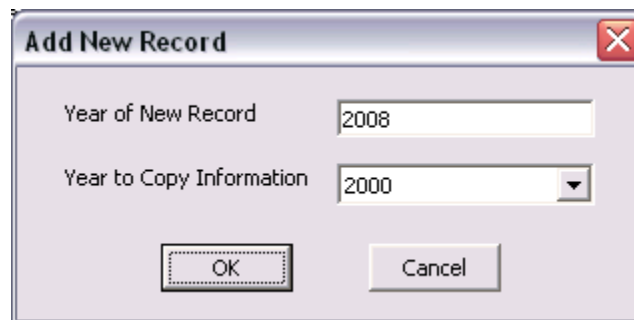 Add New Record
Year of New Record 2008
Year to Copy Information 2000
OK Cancel